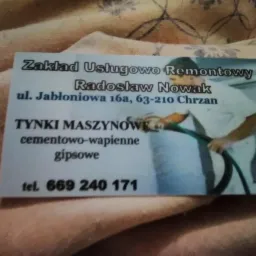 Zakład Usługowo Remontowy
Radosław Nowak
ul. Jabłoniowa 16a, 63-210 Chrzan
TYNKI MASZYNOWE
cementowo-wapienne
gipsowe
tel. 669 240 171